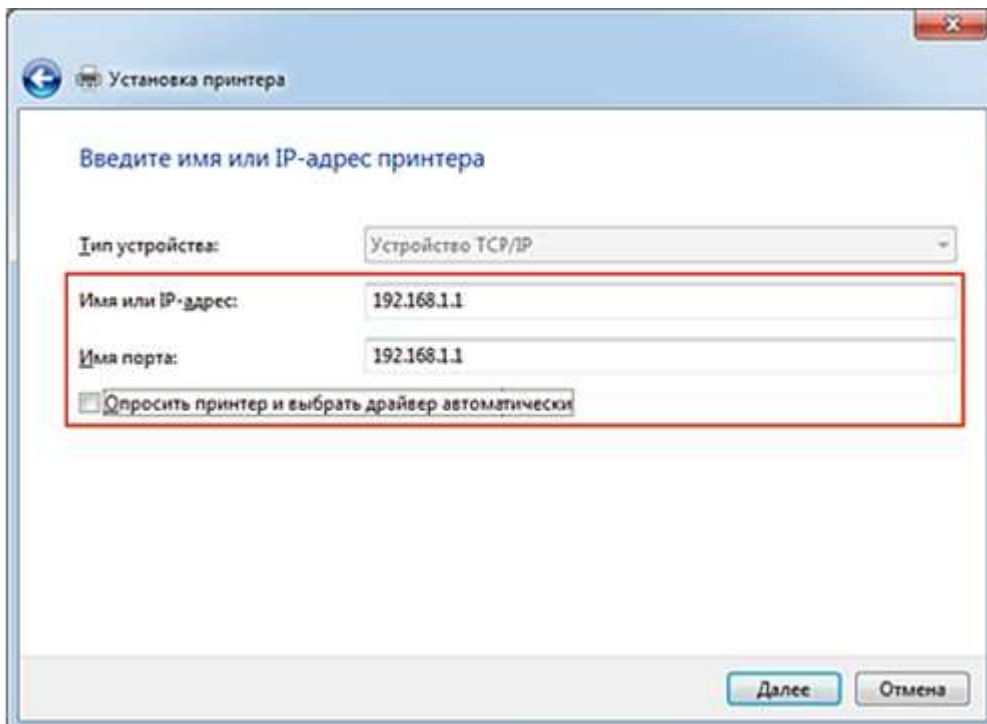 Установка принтера
Введите имя или IP-адрес принтера
Тип устройства: Устройство TCP/IP
Имя или IP-адрес: 192.168.1.1
Имя порта: 192.168.1.1
Опросить принтер и выбрать драйвер автоматически
Далее Отмена